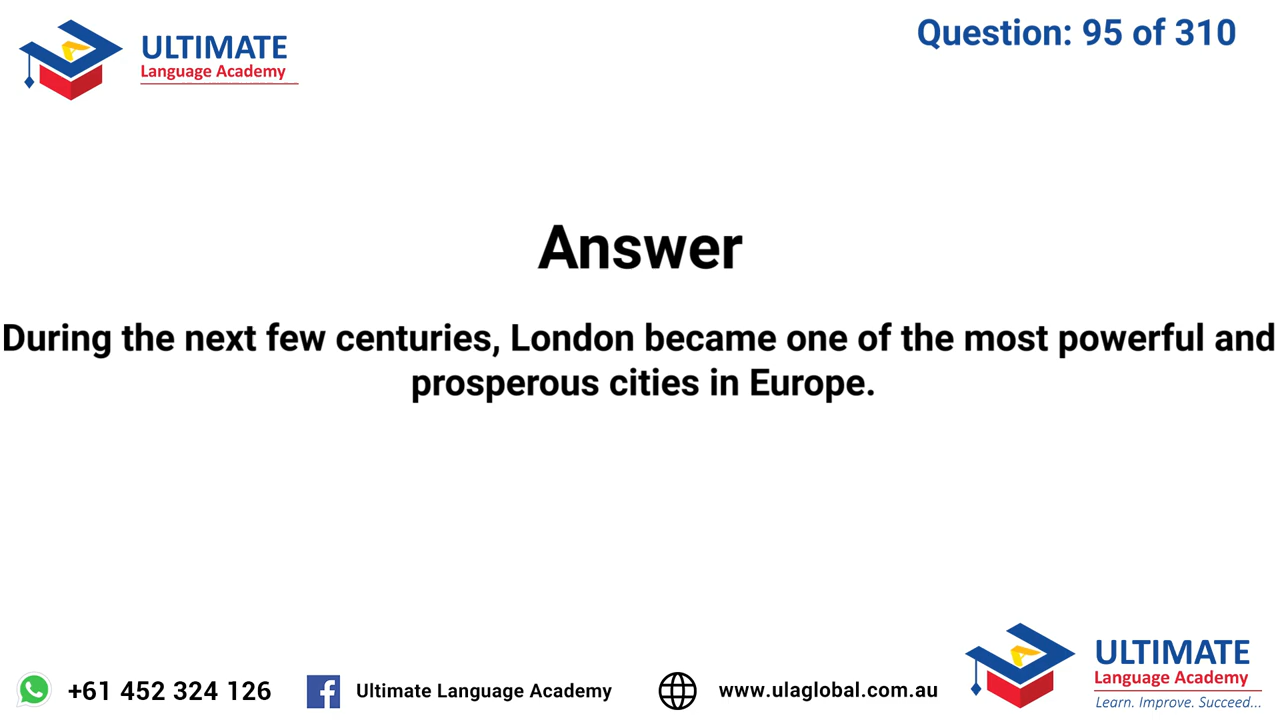 ULTIMATE
Language Academy
Question: 95 of 310
Answer
During the next few centuries, London became one of the most powerful and
prosperous cities in Europe.
+61 452 324 126
Ultimate Language Academy
www.ulaglobal.com.au
ULTIMATE
Language Academy
Learn. Improve. Succeed...